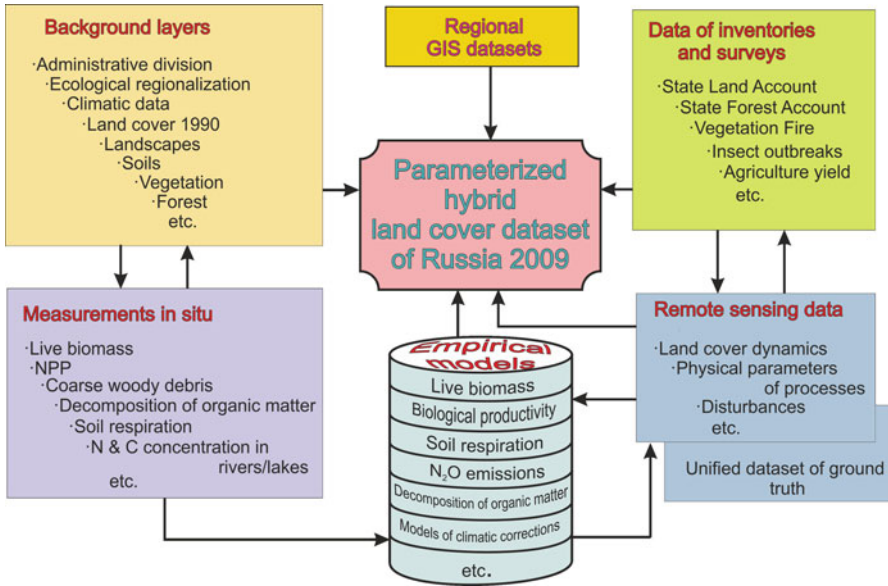 Background layers
·Administrative division
·Ecological regionalization
·Climatic data
·Land cover 1990
·Landscapes
·Soils
·Vegetation
·Forest
etc.
Regional
GIS datasets
Data of inventories
and surveys
·State Land Account
·State Forest Account
·Vegetation Fire
·Insect outbreaks
·Agriculture yield
etc.
Parameterized
hybrid
land cover dataset
of Russia 2009
Measurements in situ
·Live biomass
·NPP
·Coarse woody debris
·Decomposition of organic matter
·Soil respiration
·N & C concentration in
rivers/lakes
etc.
Empirical
models
Live biomass
Biological productivity
Soil respiration
N₂O emissions
Decomposition of organic matter
Models of climatic corrections
etc.
Remote sensing data
·Land cover dynamics
·Physical parameters
of processes
·Disturbances
etc.
Unified dataset of ground
truth